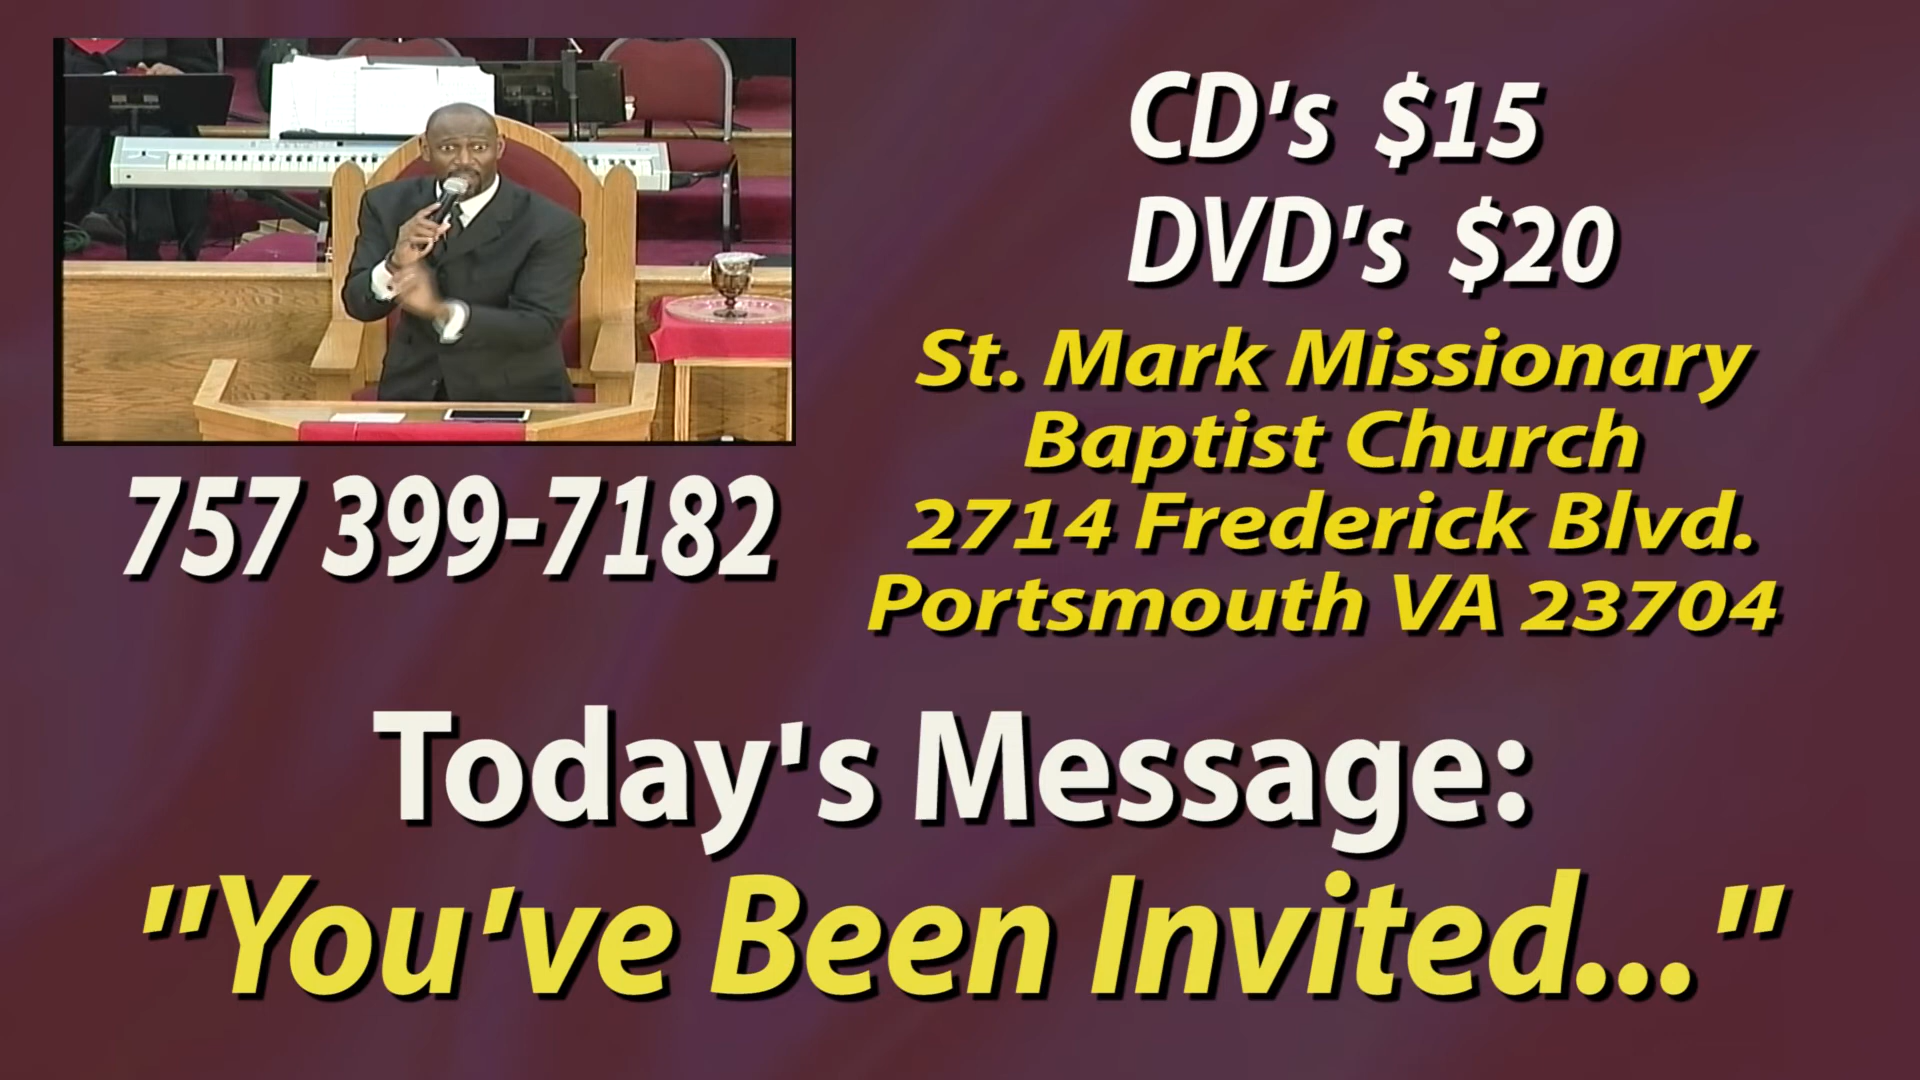 CD's $15
DVD's $20
St. Mark Missionary
Baptist Church
2714 Frederick Blvd.
Portsmouth VA 23704
757 399-7182
Today's Message:
"You've Been Invited..."